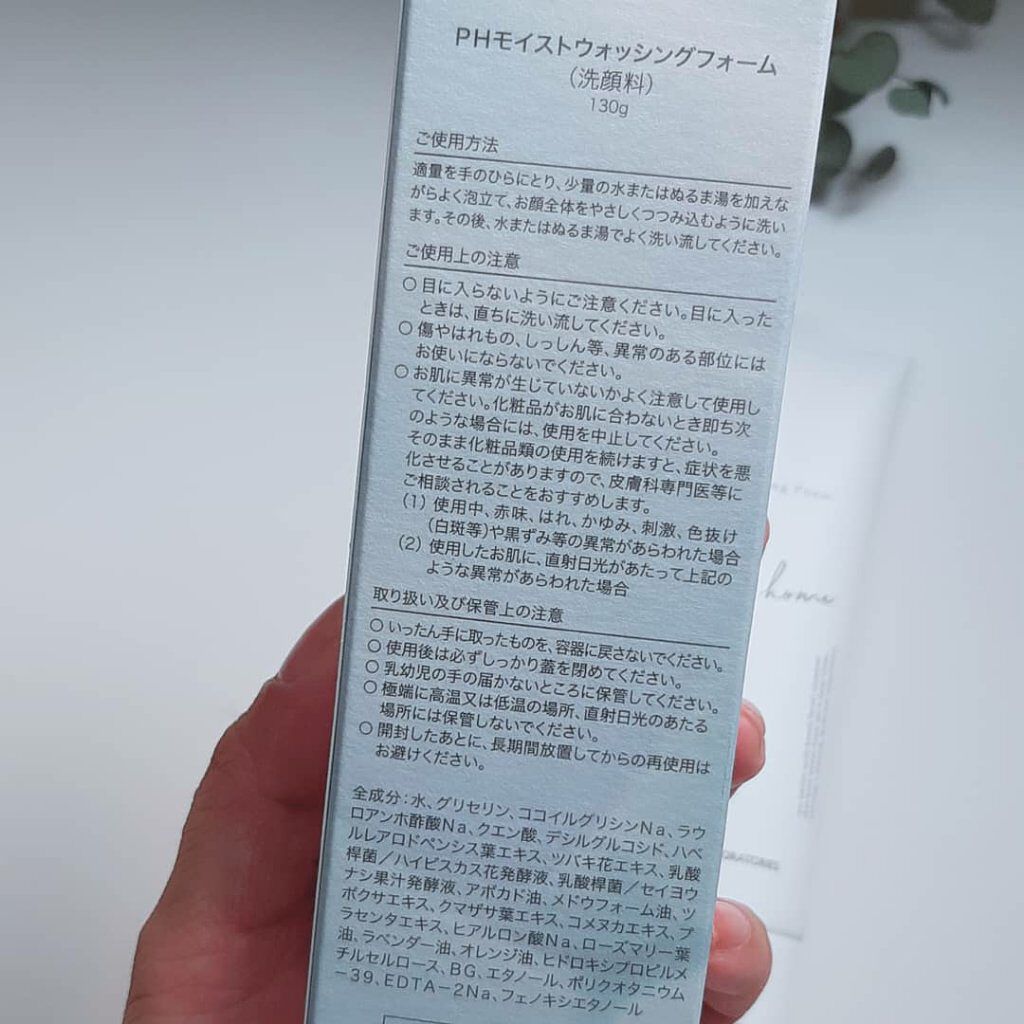 PHモイストウォッシングフォーム
（洗顔料）
130g
ご使用方法
適量を手のひらにとり、少量の水またはぬるま湯を加えな
がらよく泡立て、お顔全体をやさしくつつみ込むように洗い
ます。その後、水またはぬるま湯でよく洗い流してください。
ご使用上の注意
○ 目に入らないようにご注意ください。目に入った
ときは、直ちに洗い流してください。
○ 傷やはれもの、しっしん等、異常のある部位には
お使いにならないでください。
○ お肌に異常が生じていないかよく注意して使用し
てください。化粧品がお肌に合わないとき即ち次
のような場合には、使用を中止してください。
そのまま化粧品類の使用を続けますと、症状を悪
化させることがありますので、皮膚科専門医等に
ご相談されることをおすすめします。
(1) 使用中、赤味、はれ、かゆみ、刺激、色抜け
(白斑等)や黒ずみ等の異常があらわれた場合
(2) 使用したお肌に、直射日光があたって上記の
ような異常があらわれた場合
取り扱い及び保管上の注意
○ いったん手に取ったものを、容器に戻さないでください。
○ 使用後は必ずしっかり蓋を閉めてください。
○ 乳幼児の手の届かないところに保管してください。
○ 極端に高温又は低温の場所、直射日光のあたる
場所には保管しないでください。
○ 開封したあとに、長期間放置してからの再使用は
お避けください。
全成分：水、グリセリン、ココイルグリシンNa、ラウ
ロアンホ酢酸Na、クエン酸、デシルグルコシド、ハベ
ルレアロドペンシス葉エキス、ツバキ花エキス、乳酸
桿菌／ハイビスカス花発酵液、乳酸桿菌／セイヨウ
ナシ果汁発酵液、アボカド油、メドウフォーム油、ツ
ボクサエキス、クマザサ葉エキス、コメヌカエキス、プ
ラセンタエキス、ヒアルロン酸Na、ローズマリー葉
油、ラベンダー油、オレンジ油、ヒドロキシプロピルメ
チルセルロース、BG、エタノール、ポリクオタニウム
－39、EDTA－2Na、フェノキシエタノール
home